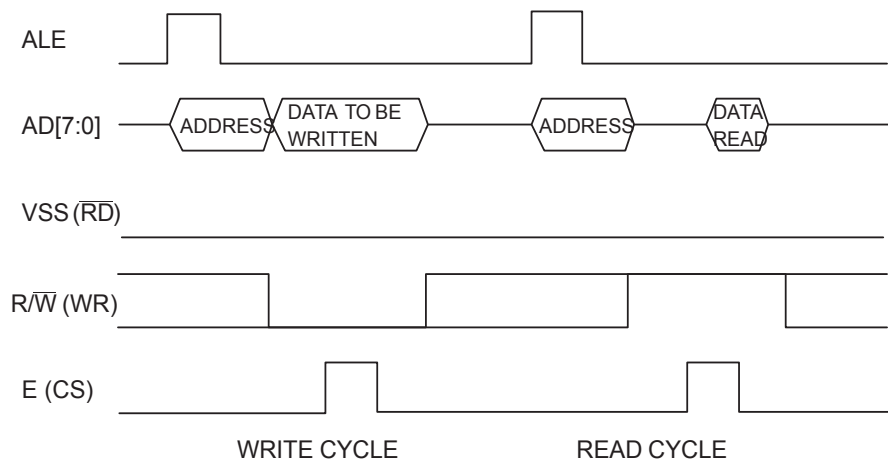 ALE
AD[7:0]
ADDRESS
DATA TO BE
WRITTEN
ADDRESS
DATA
READ
VSS (R̅D̅)
R/W̅ (WR)
E (CS)
WRITE CYCLE
READ CYCLE